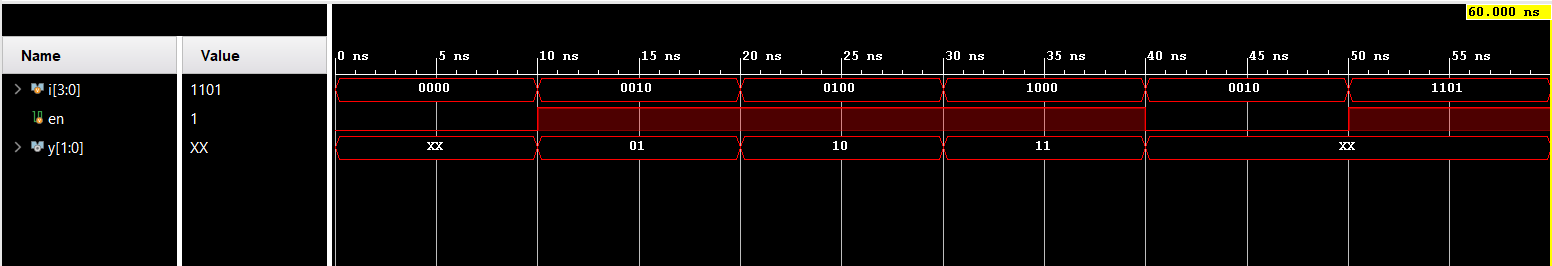 60.000 ns
Name Value
0 ns 5 ns 10 ns 15 ns 20 ns 25 ns 30 ns 35 ns 40 ns 45 ns 50 ns 55 ns
i[3:0] 1101 0000 0010 0100 1000 0010 1101
en 1
y[1:0] XX XX 01 10 11 XX